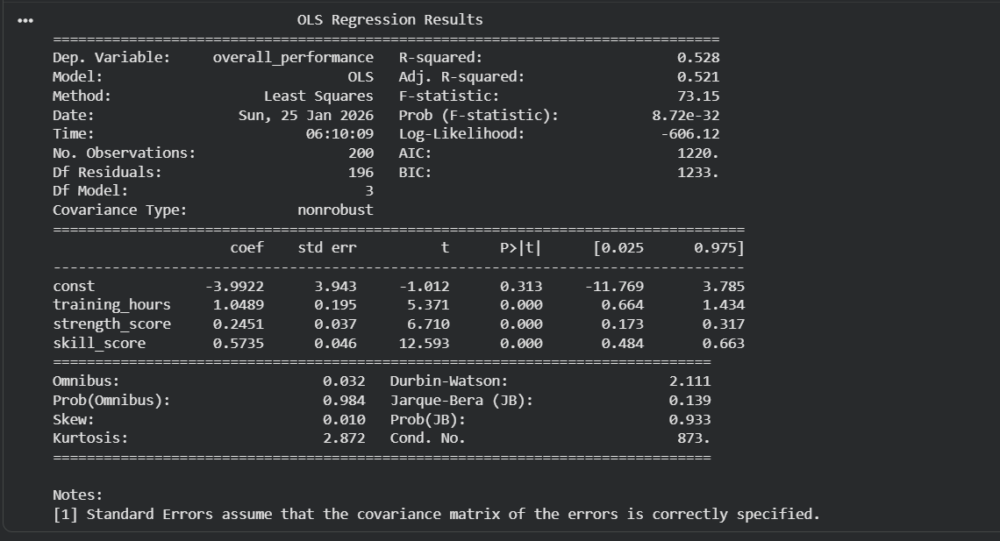 OLS Regression Results
==============================================================================
Dep. Variable:     overall_performance   R-squared:                       0.528
Model:                             OLS   Adj. R-squared:                  0.521
Method:                  Least Squares   F-statistic:                     73.15
Date:                 Sun, 25 Jan 2026   Prob (F-statistic):           8.72e-32
Time:                         06:10:09   Log-Likelihood:                -606.12
No. Observations:                  200   AIC:                             1220.
Df Residuals:                      196   BIC:                             1233.
Df Model:                            3
Covariance Type:             nonrobust
==================================================================================
                     coef    std err          t      P>|t|      [0.025      0.975]
----------------------------------------------------------------------------------
const             -3.9922      3.943     -1.012      0.313     -11.769       3.785
training_hours     1.0489      0.195      5.371      0.000       0.664       1.434
strength_score     0.2451      0.037      6.710      0.000       0.173       0.317
skill_score        0.5735      0.046     12.593      0.000       0.484       0.663
==============================================================================
Omnibus:                        0.032   Durbin-Watson:                   2.111
Prob(Omnibus):                  0.984   Jarque-Bera (JB):                0.139
Skew:                           0.010   Prob(JB):                        0.933
Kurtosis:                       2.872   Cond. No.                         873.
==============================================================================
Notes:
[1] Standard Errors assume that the covariance matrix of the errors is correctly specified.